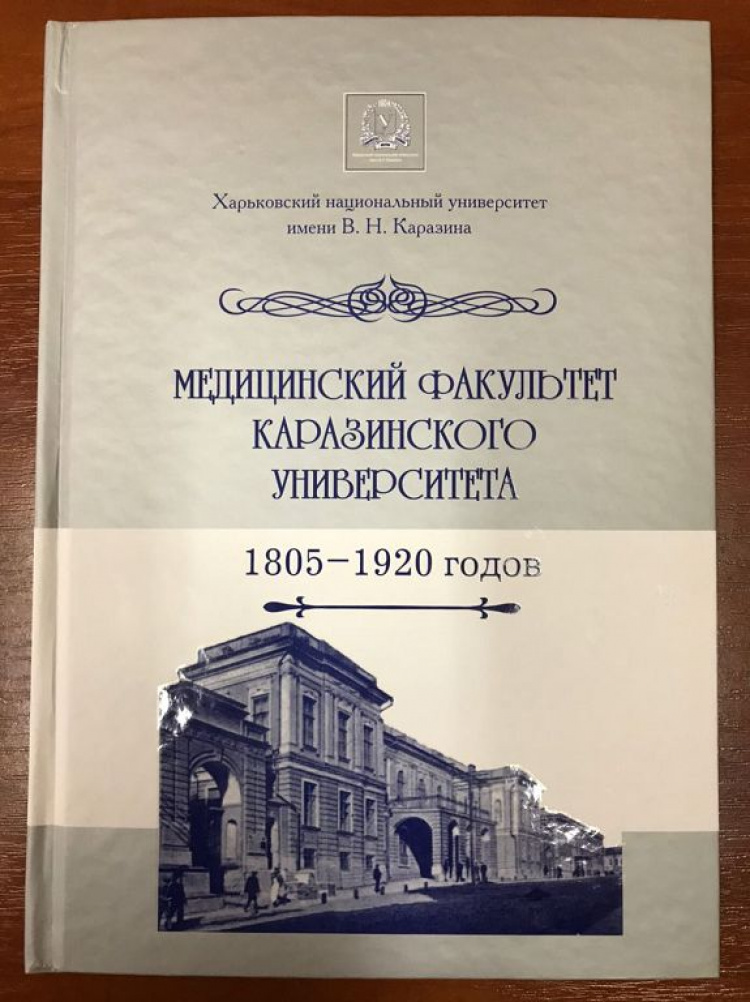 Харьковский национальный университет
имени В. Н. Каразина
МЕДИЦИНСКИЙ ФАКУЛЬТЕТ
КАРАЗИНСКОГО
УНИВЕРСИТЕТА
1805–1920 годов